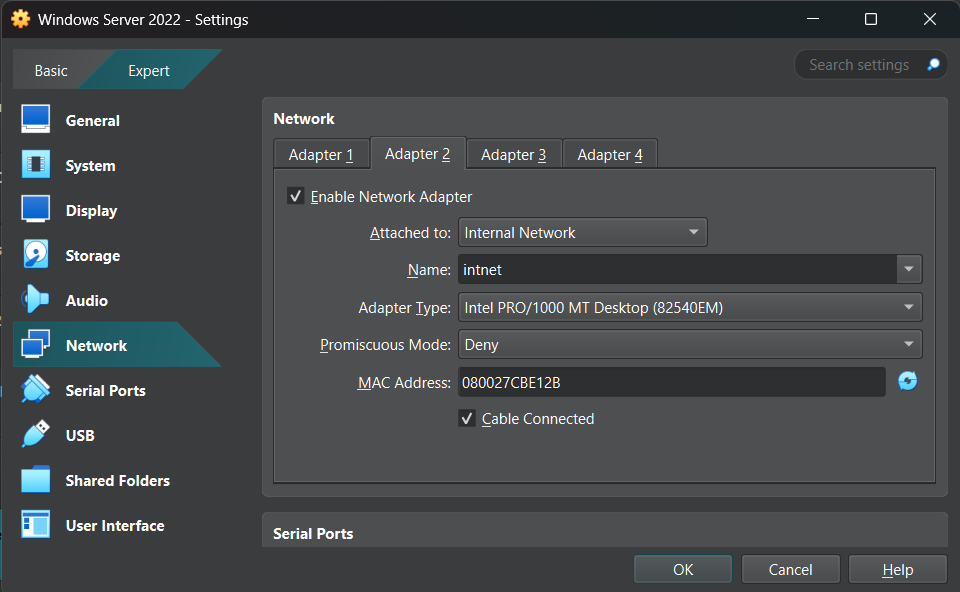 Windows Server 2022 - Settings
Basic
Expert
Search settings
General
System
Display
Storage
Audio
Network
Serial Ports
USB
Shared Folders
User Interface
Network
Adapter 1
Adapter 2
Adapter 3
Adapter 4
Enable Network Adapter
Attached to: Internal Network
Name: intnet
Adapter Type: Intel PRO/1000 MT Desktop (82540EM)
Promiscuous Mode: Deny
MAC Address: 080027CBE12B
Cable Connected
Serial Ports
OK
Cancel
Help